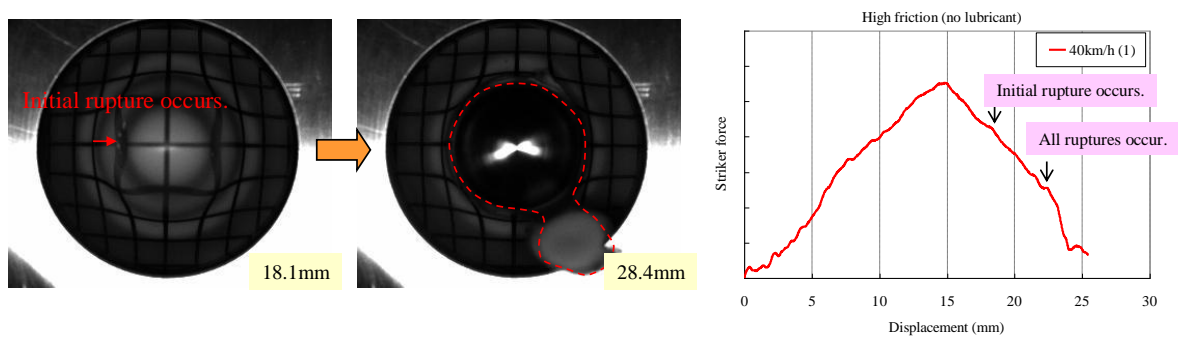 Initial rupture occurs.
18.1mm
28.4mm
High friction (no lubricant)
40km/h (1)
Initial rupture occurs.
All ruptures occur.
Striker force
0 5 10 15 20 25 30
Displacement (mm)